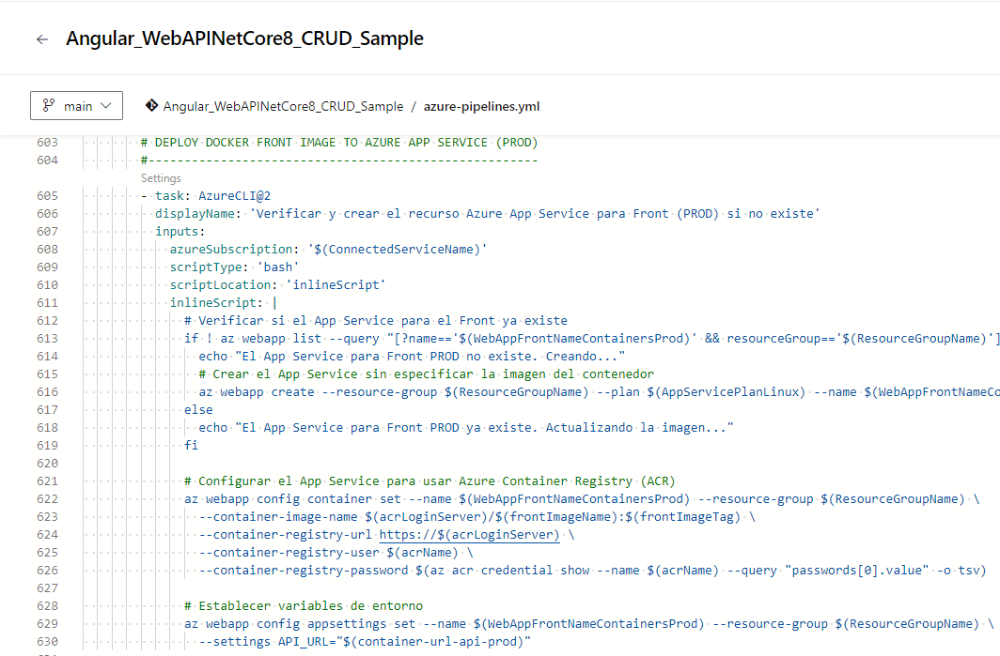 Angular_WebAPINetCore8_CRUD_Sample
main
Angular_WebAPINetCore8_CRUD_Sample / azure-pipelines.yml
603 # DEPLOY DOCKER FRONT IMAGE TO AZURE APP SERVICE (PROD)
604 #------------------------------------------------------
Settings
605 - task: AzureCLI@2
606 displayName: 'Verificar y crear el recurso Azure App Service para Front (PROD) si no existe'
607 inputs:
608 azureSubscription: '$(ConnectedServiceName)'
609 scriptType: 'bash'
610 scriptLocation: 'inlineScript'
611 inlineScript: |
612 # Verificar si el App Service para el Front ya existe
613 if ! az webapp list --query "[?name=='$(WebAppFrontNameContainersProd)' && resourceGroup=='$(ResourceGroupName)']
614 echo "El App Service para Front PROD no existe. Creando..."
615 # Crear el App Service sin especificar la imagen del contenedor
616 az webapp create --resource-group $(ResourceGroupName) --plan $(AppServicePlanLinux) --name $(WebAppFrontNameCo
617 else
618 echo "El App Service para Front PROD ya existe. Actualizando la imagen..."
619 fi
620
621 # Configurar el App Service para usar Azure Container Registry (ACR)
622 az webapp config container set --name $(WebAppFrontNameContainersProd) --resource-group $(ResourceGroupName) \
623 --container-image-name $(acrLoginServer)/$(frontImageName):$(frontImageTag) \
624 --container-registry-url https://$(acrLoginServer) \
625 --container-registry-user $(acrName) \
626 --container-registry-password $(az acr credential show --name $(acrName) --query "passwords[0].value" -o tsv)
627
628 # Establecer variables de entorno
629 az webapp config appsettings set --name $(WebAppFrontNameContainersProd) --resource-group $(ResourceGroupName) \
630 --settings API_URL="$(container-url-api-prod)"